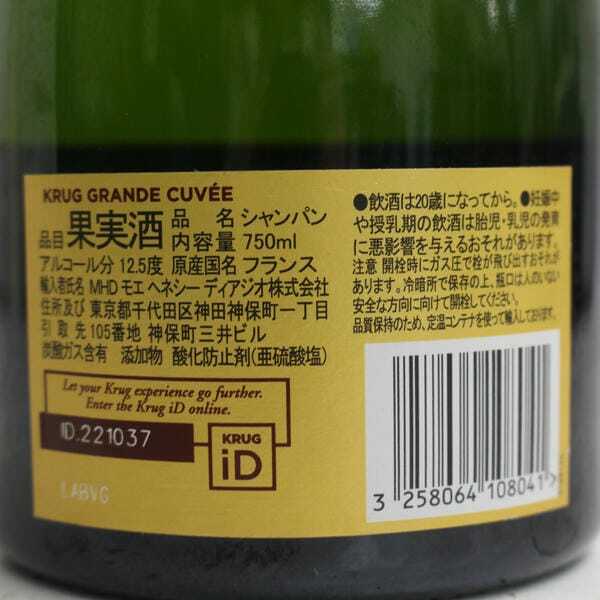 KRUG GRANDE CUVÉE
品目 果実酒 品 名 シャンパン
内容量 750ml
アルコール分 12.5度 原産国名 フランス
輸入者氏名 MHD モエ ヘネシー ディアジオ株式会社
住所及び 東京都千代田区神田神保町一丁目
引取先 105番地 神保町三井ビル
炭酸ガス含有 添加物 酸化防止剤(亜硫酸塩)
Let your Krug experience go further.
Enter the Krug iD online.
ID.221037
KRUG
iD
LABVG
●飲酒は20歳になってから。●妊娠中
や授乳期の飲酒は胎児・乳児の発育
に悪影響を与えるおそれがあります。
注意 開栓時にガス圧で栓が飛び出すおそれが
あります。冷暗所で保存の上、瓶口は人のいない
安全な方向に向けて開栓してください。
品質保持のため、定温コンテナを使って輸入しております。
3 258064 108041 >